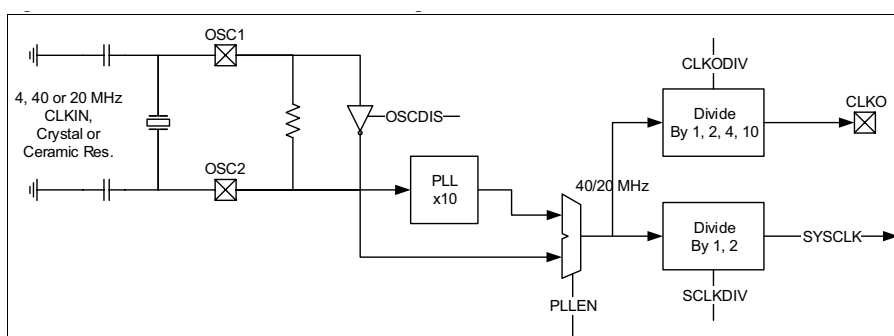 OSC1
4, 40 or 20 MHz
CLKIN,
Crystal or
Ceramic Res.
OSCDIS
OSC2
PLL
x10
40/20 MHz
PLLEN
CLKODIV
Divide
By 1, 2, 4, 10
CLKO
Divide
By 1, 2
SYSCLK
SCLKDIV